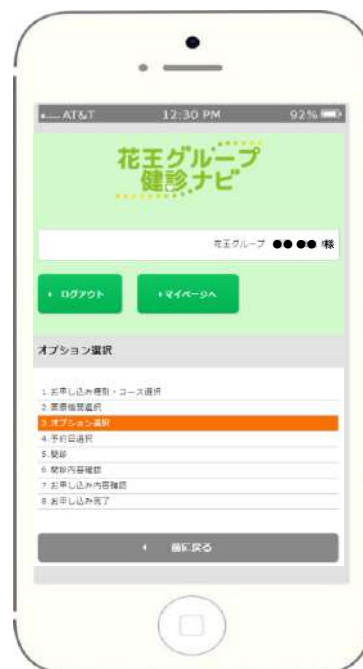 AT&T 12:30 PM 92%
花王グループ
健診ナビ
花王グループ ●●●● 様
ログアウト マイページへ
オプション選択
1.お申し込み種別・コース選択
2.医療機関選択
3.オプション選択
4.予約日選択
5.問診
6.問診内容確認
7.お申し込み内容確認
8.お申し込み完了
前に戻る